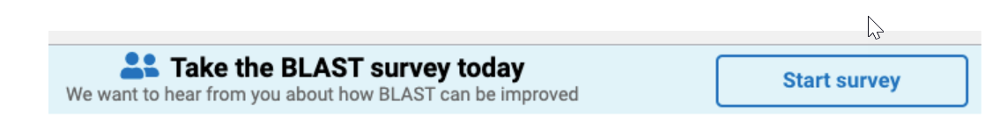 Take the BLAST survey today
We want to hear from you about how BLAST can be improved
Start survey